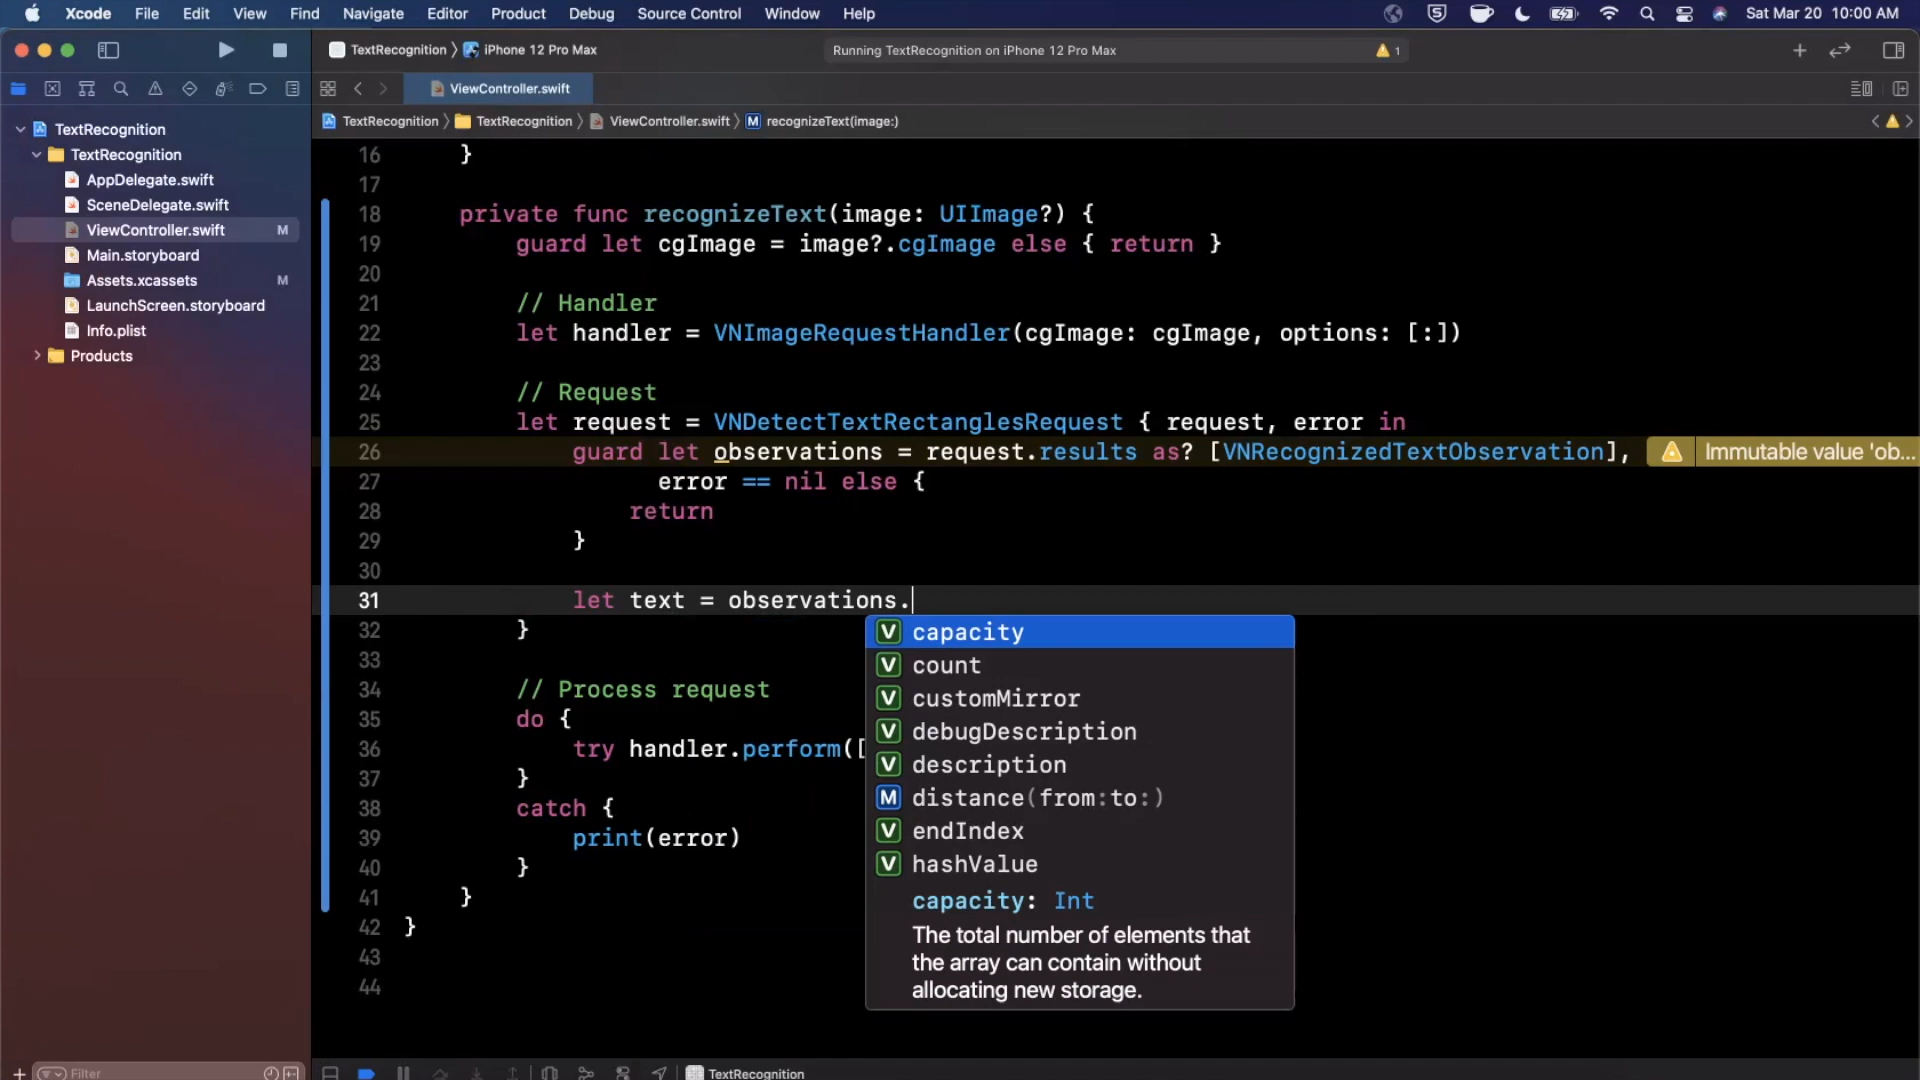 Xcode File Edit View Find Navigate Editor Product Debug Source Control Window Help Sat Mar 20 10:00 AM
TextRecognition iPhone 12 Pro Max Running TextRecognition on iPhone 12 Pro Max 1
ViewController.swift
TextRecognition TextRecognition ViewController.swift M recognizeText(image:)
TextRecognition
TextRecognition
AppDelegate.swift
SceneDelegate.swift
ViewController.swift M
Main.storyboard
Assets.xcassets M
LaunchScreen.storyboard
Info.plist
Products
Filter
16 }
17
18 private func recognizeText(image: UIImage?) {
19 guard let cgImage = image?.cgImage else { return }
20
21 // Handler
22 let handler = VNImageRequestHandler(cgImage: cgImage, options: [:])
23
24 // Request
25 let request = VNDetectTextRectanglesRequest { request, error in
26 guard let observations = request.results as? [VNRecognizedTextObservation], Immutable value 'ob...
27 error == nil else {
28 return
29 }
30
31 let text = observations.
32 }
33
34 // Process request
35 do {
36 try handler.perform([
37 }
38 catch {
39 print(error)
40 }
41 }
42 }
43
44
V capacity
V count
V customMirror
V debugDescription
V description
M distance(from:to:)
V endIndex
V hashValue
capacity: Int
The total number of elements that
the array can contain without
allocating new storage.
TextRecognition